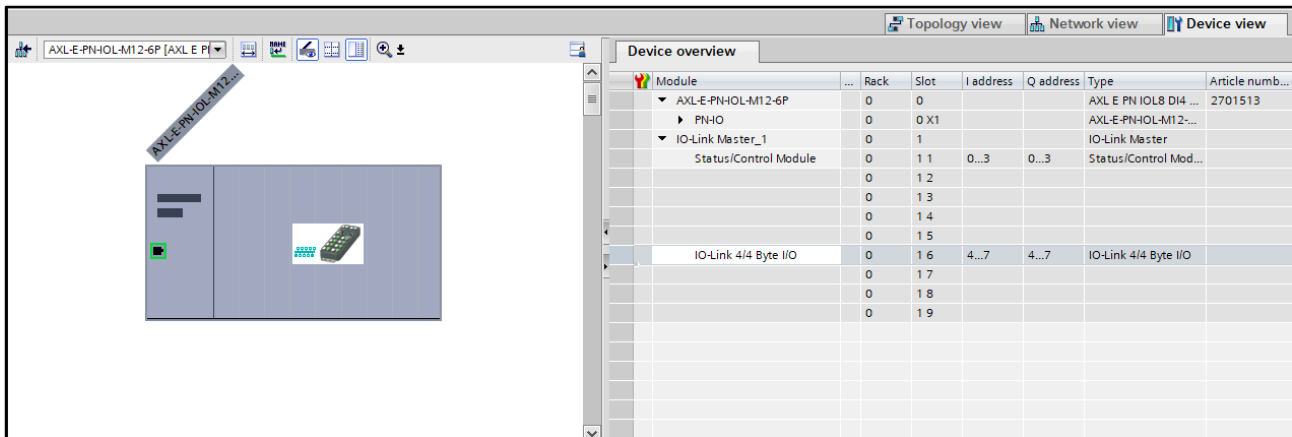 Topology view Network view Device view
AXL-E-PN-IOL-M12-6P [AXL E PI
Device overview
AXL-E-PN-IOL-M12...
Module ... Rack Slot I address Q address Type Article numb...
AXL-E-PN-IOL-M12-6P 0 0 AXL E PN IOL8 DI4 ... 2701513
PN-IO 0 0 X1 AXL-E-PN-IOL-M12-...
IO-Link Master_1 0 1 IO-Link Master
Status/Control Module 0 1 1 0...3 0...3 Status/Control Mod...
0 1 2
0 1 3
0 1 4
0 1 5
IO-Link 4/4 Byte I/O 0 1 6 4...7 4...7 IO-Link 4/4 Byte I/O
0 1 7
0 1 8
0 1 9